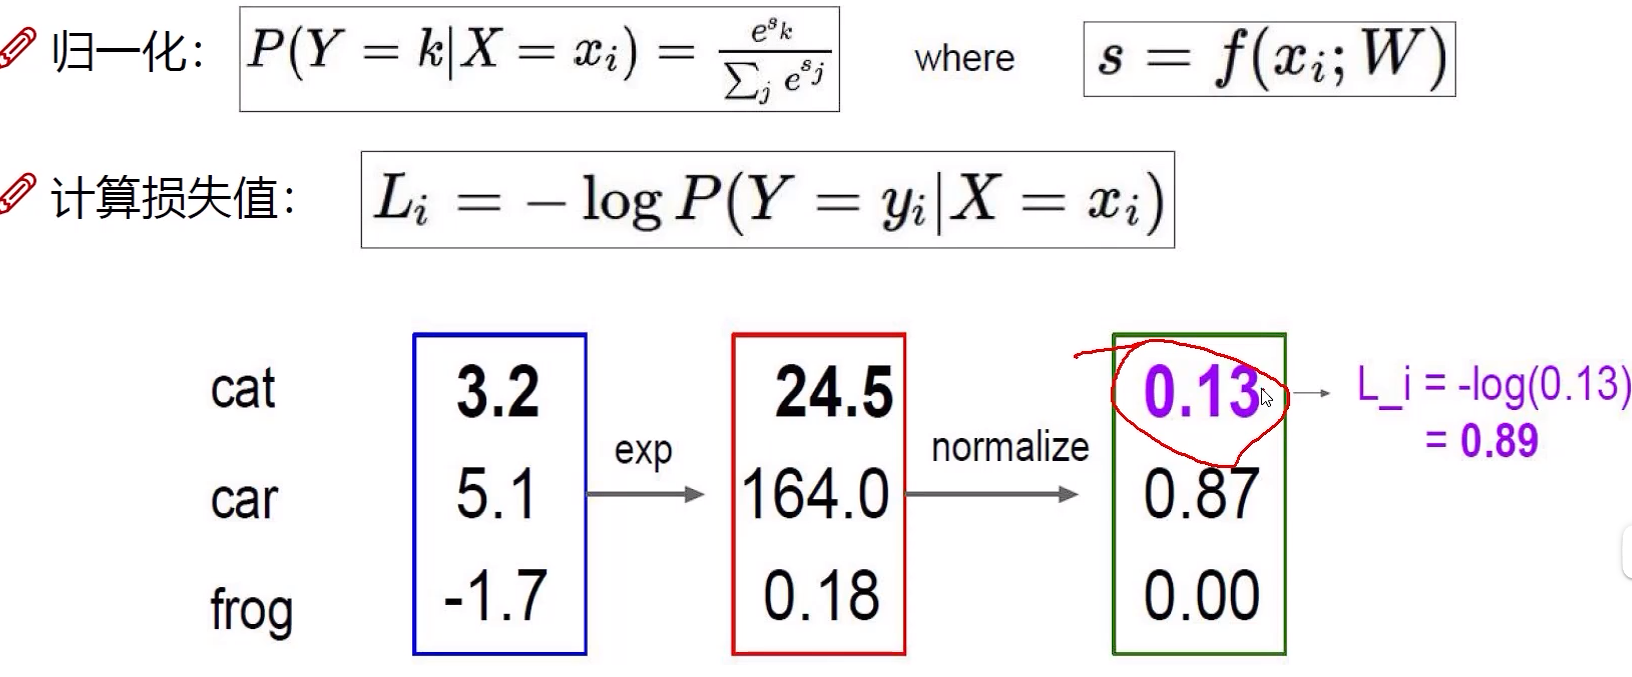 归一化： P(Y = k|X = x_i) = e^{s_k} / ∑_j e^{s_j} where s = f(x_i; W)
计算损失值： L_i = − log P(Y = y_i|X = x_i)
cat 3.2 24.5 0.13 L_i = -log(0.13)
= 0.89
exp normalize
car 5.1 164.0 0.87
frog -1.7 0.18 0.00